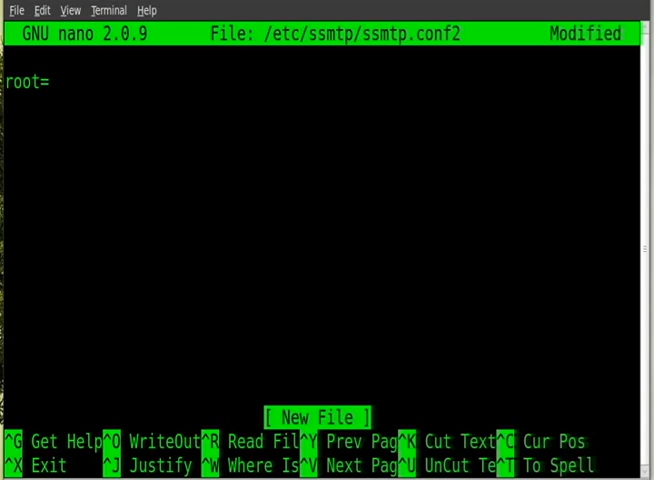 File Edit View Terminal Help
GNU nano 2.0.9 File: /etc/ssmtp/ssmtp.conf2 Modified
root=
[ New File ]
^G Get Help^O WriteOut^R Read Fil^Y Prev Pag^K Cut Text^C Cur Pos
^X Exit ^J Justify ^W Where Is^V Next Pag^U UnCut Te^T To Spell